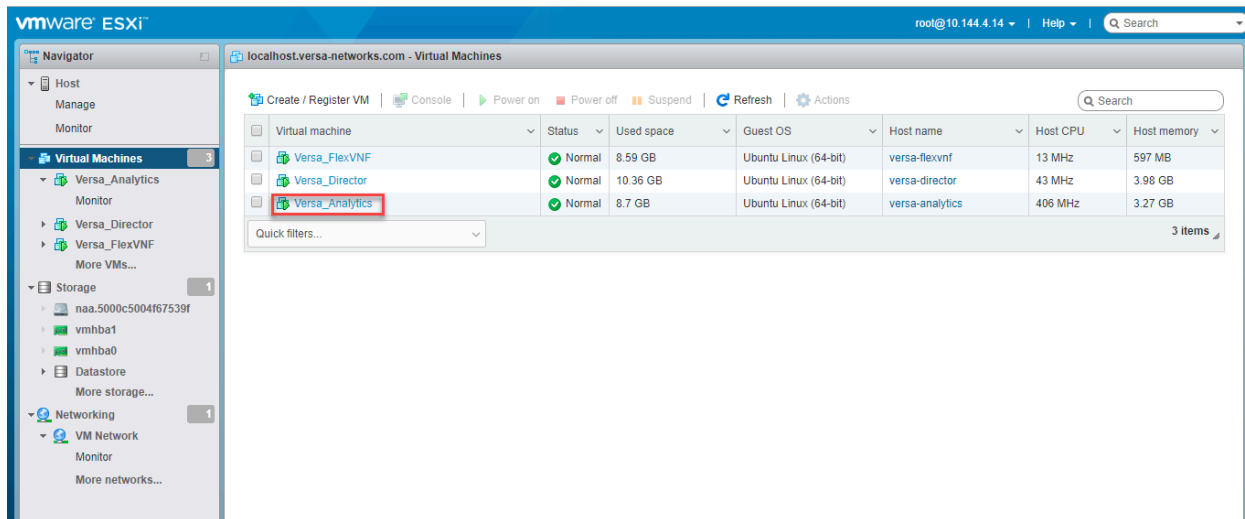 vmware ESXi™
root@10.144.4.14 | Help | Search
Navigator
localhost.versa-networks.com - Virtual Machines
Host
Manage
Monitor
Virtual Machines 3
Versa_Analytics
Monitor
Versa_Director
Versa_FlexVNF
More VMs...
Storage 1
naa.5000c5004f67539f
vmhba1
vmhba0
Datastore
More storage...
Networking 1
VM Network
Monitor
More networks...
Create / Register VM | Console | Power on Power off Suspend | Refresh | Actions
Search
Virtual machine Status Used space Guest OS Host name Host CPU Host memory
Versa_FlexVNF Normal 8.59 GB Ubuntu Linux (64-bit) versa-flexvnf 13 MHz 597 MB
Versa_Director Normal 10.36 GB Ubuntu Linux (64-bit) versa-director 43 MHz 3.98 GB
Versa_Analytics Normal 8.7 GB Ubuntu Linux (64-bit) versa-analytics 406 MHz 3.27 GB
Quick filters... 3 items